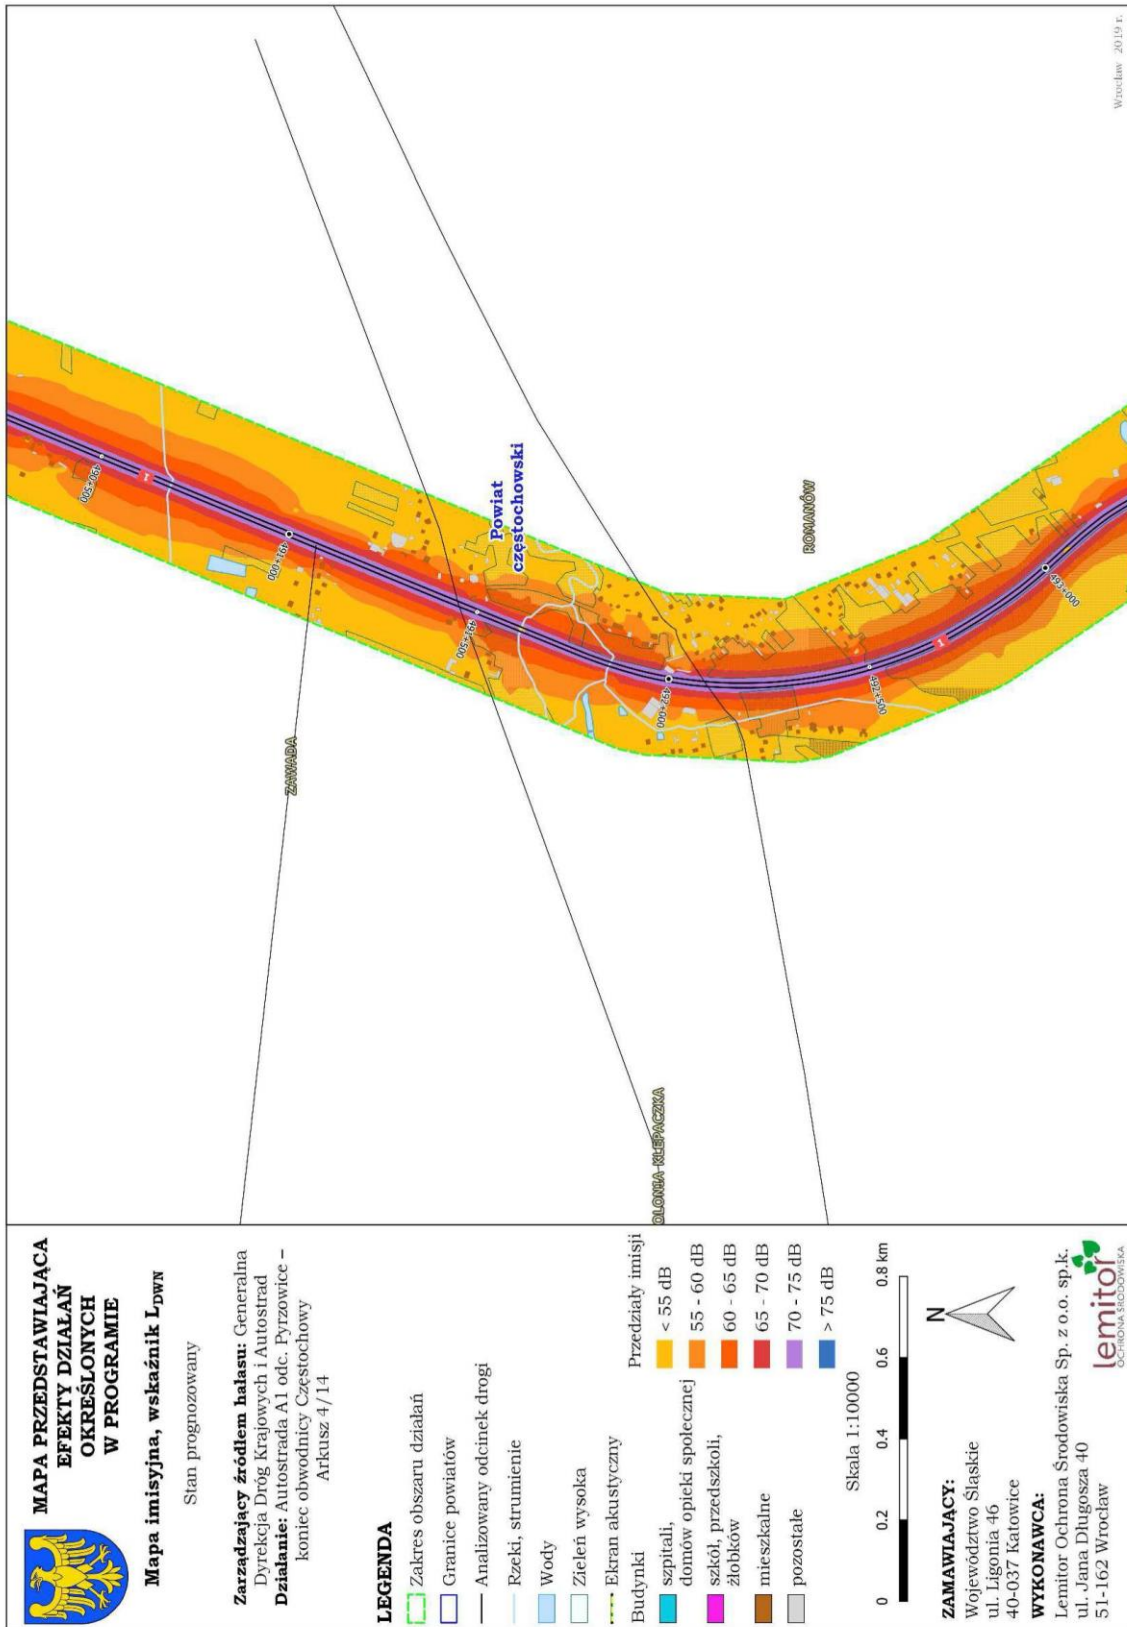 MAPA PRZEDSTAWIAJĄCA
EFEKTY DZIAŁAŃ
OKREŚLONYCH
W PROGRAMIE
Mapa imisyjna, wskaźnik LDWN
Stan prognozowany
Zarządzający źródłem hałasu: Generalna
Dyrekcja Dróg Krajowych i Autostrad
Działanie: Autostrada A1 odc. Pyrzowice –
koniec obwodnicy Częstochowy
Arkusz 4/14
LEGENDA
Zakres obszaru działań
Granice powiatów
Analizowany odcinek drogi
Rzeki, strumienie
Wody
Zieleń wysoka
Ekran akustyczny
Budynki
szpitali,
domów opieki społecznej
szkół, przedszkoli,
żłobków
mieszkalne
pozostałe
Przedziały imisji
< 55 dB
55 - 60 dB
60 - 65 dB
65 - 70 dB
70 - 75 dB
> 75 dB
Skala 1:10000
0 0.2 0.4 0.6 0.8 km
N
ZAMAWIAJĄCY:
Województwo Śląskie
ul. Ligonia 46
40-037 Katowice
WYKONAWCA:
Lemitor Ochrona Środowiska Sp. z o.o. sp.k.
ul. Jana Długosza 40
51-162 Wrocław
lemitor
OCHRONA ŚRODOWISKA
490+500
1
491+000
ZAWADA
491+500
Powiat
częstochowski
492+000
OLONIA-KLEPACZKA
ROMANÓW
492+500
1
493+000
Wrocław 2019 r.